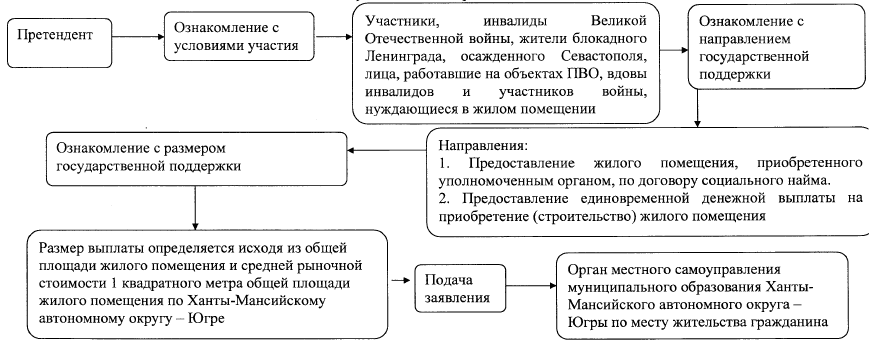 Претендент
Ознакомление с
условиями участия
Участники, инвалиды Великой
Отечественной войны, жители блокадного
Ленинграда, осажденного Севастополя,
лица, работавшие на объектах ПВО, вдовы
инвалидов и участников войны,
нуждающиеся в жилом помещении
Ознакомление с
направлением
государственной
поддержки
Направления:
1. Предоставление жилого помещения, приобретенного
уполномоченным органом, по договору социального найма.
2. Предоставление единовременной денежной выплаты на
приобретение (строительство) жилого помещения
Ознакомление с размером
государственной поддержки
Размер выплаты определяется исходя из общей
площади жилого помещения и средней рыночной
стоимости 1 квадратного метра общей площади
жилого помещения по Ханты-Мансийскому
автономному округу – Югре
Подача
заявления
Орган местного самоуправления
муниципального образования Ханты-
Мансийского автономного округа –
Югры по месту жительства гражданина